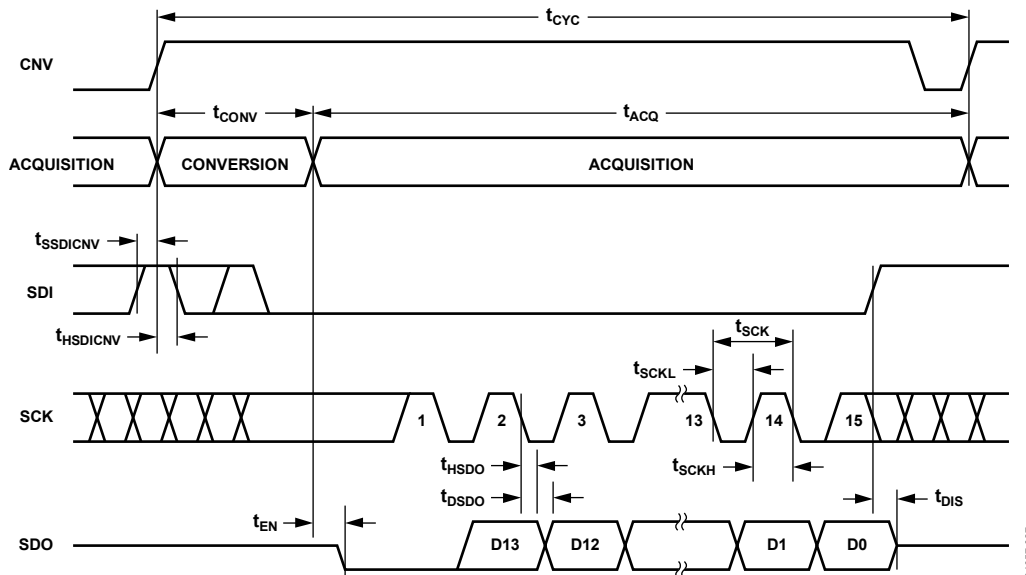 tCYC
CNV
tCONV
tACQ
ACQUISITION
CONVERSION
ACQUISITION
tSSDICNV
SDI
tHSDICNV
tSCK
tSCKL
SCK
1
2
3
13
14
15
tHSDO
tSCKH
tDSDO
tEN
tDIS
SDO
D13
D12
D1
D0